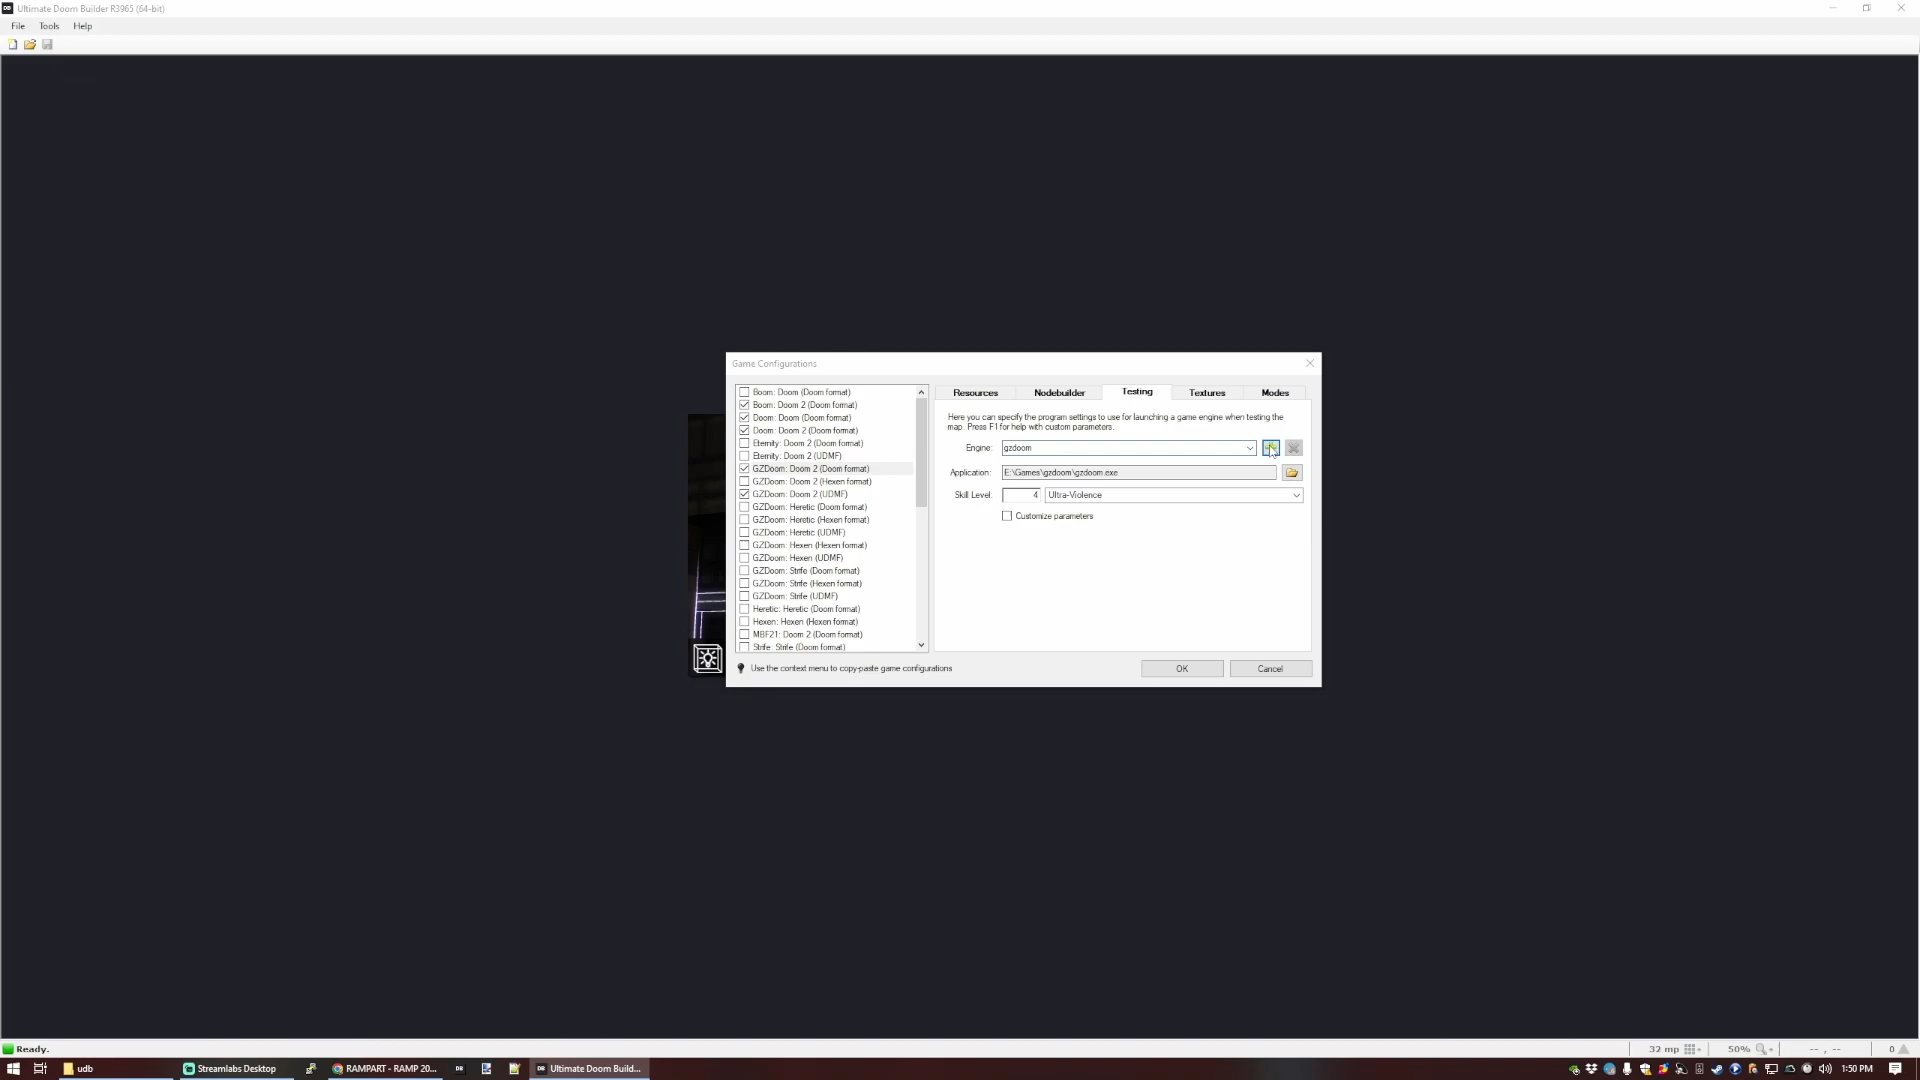 Ultimate Doom Builder R3965 (64-bit)
File Tools Help
Game Configurations
Boom: Doom (Doom format)
Boom: Doom 2 (Doom format)
Doom: Doom (Doom format)
Doom: Doom 2 (Doom format)
Eternity: Doom 2 (Doom format)
Eternity: Doom 2 (UDMF)
GZDoom: Doom 2 (Doom format)
GZDoom: Doom 2 (Hexen format)
GZDoom: Doom 2 (UDMF)
GZDoom: Heretic (Doom format)
GZDoom: Heretic (Hexen format)
GZDoom: Heretic (UDMF)
GZDoom: Hexen (Hexen format)
GZDoom: Hexen (UDMF)
GZDoom: Strife (Doom format)
GZDoom: Strife (Hexen format)
GZDoom: Strife (UDMF)
Heretic: Heretic (Doom format)
Hexen: Hexen (Hexen format)
MBF21: Doom 2 (Doom format)
Strife: Strife (Doom format)
Resources Nodebuilder Testing Textures Modes
Here you can specify the program settings to use for launching a game engine when testing the
map. Press F1 for help with custom parameters.
Engine: gzdoom
Application: E:\Games\gzdoom\gzdoom.exe
Skill Level: 4 Ultra-Violence
Customize parameters
Use the context menu to copy-paste game configurations
OK Cancel
Ready.
32 mp 50% -- , -- 0
udb Streamlabs Desktop RAMPART - RAMP 20... Ultimate Doom Build... 1:50 PM